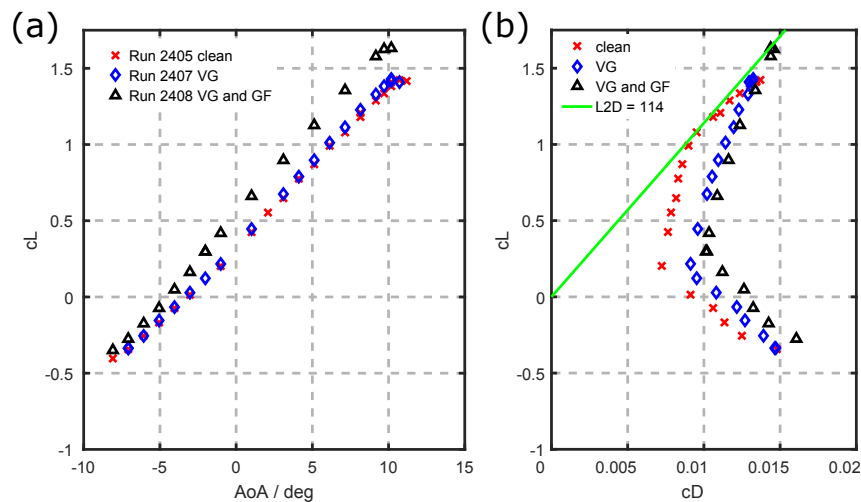 (a)
Run 2405 clean
Run 2407 VG
Run 2408 VG and GF
1.5
1
0.5
0
-0.5
-1
cL
-10
-5
0
5
10
15
AoA / deg
(b)
clean
VG
VG and GF
L2D = 114
1.5
1
0.5
0
-0.5
-1
cL
0
0.005
0.01
0.015
0.02
cD